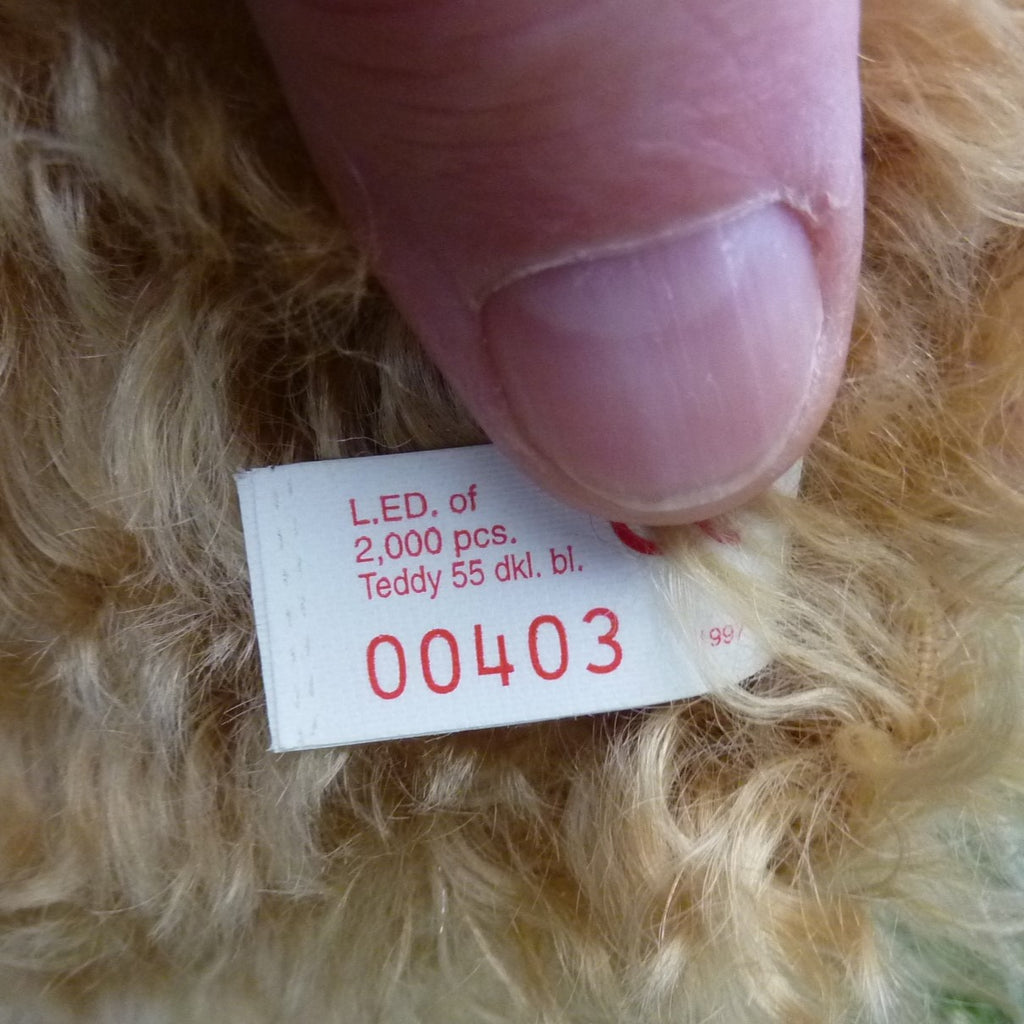 L.ED. of
2,000 pcs.
Teddy 55 dkl. bl.
00403